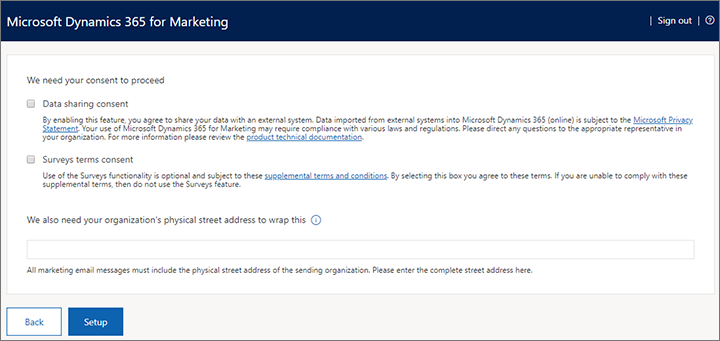 Microsoft Dynamics 365 for Marketing
Sign out
We need your consent to proceed
Data sharing consent
By enabling this feature, you agree to share your data with an external system. Data imported from external systems into Microsoft Dynamics 365 (online) is subject to the Microsoft Privacy
Statement. Your use of Microsoft Dynamics 365 for Marketing may require compliance with various laws and regulations. Please direct any questions to the appropriate representative in
your organization. For more information please review the product technical documentation.
Surveys terms consent
Use of the Surveys functionality is optional and subject to these supplemental terms and conditions. By selecting this box you agree to these terms. If you are unable to comply with these
supplemental terms, then do not use the Surveys feature.
We also need your organization's physical street address to wrap this
All marketing email messages must include the physical street address of the sending organization. Please enter the complete street address here.
Back
Setup